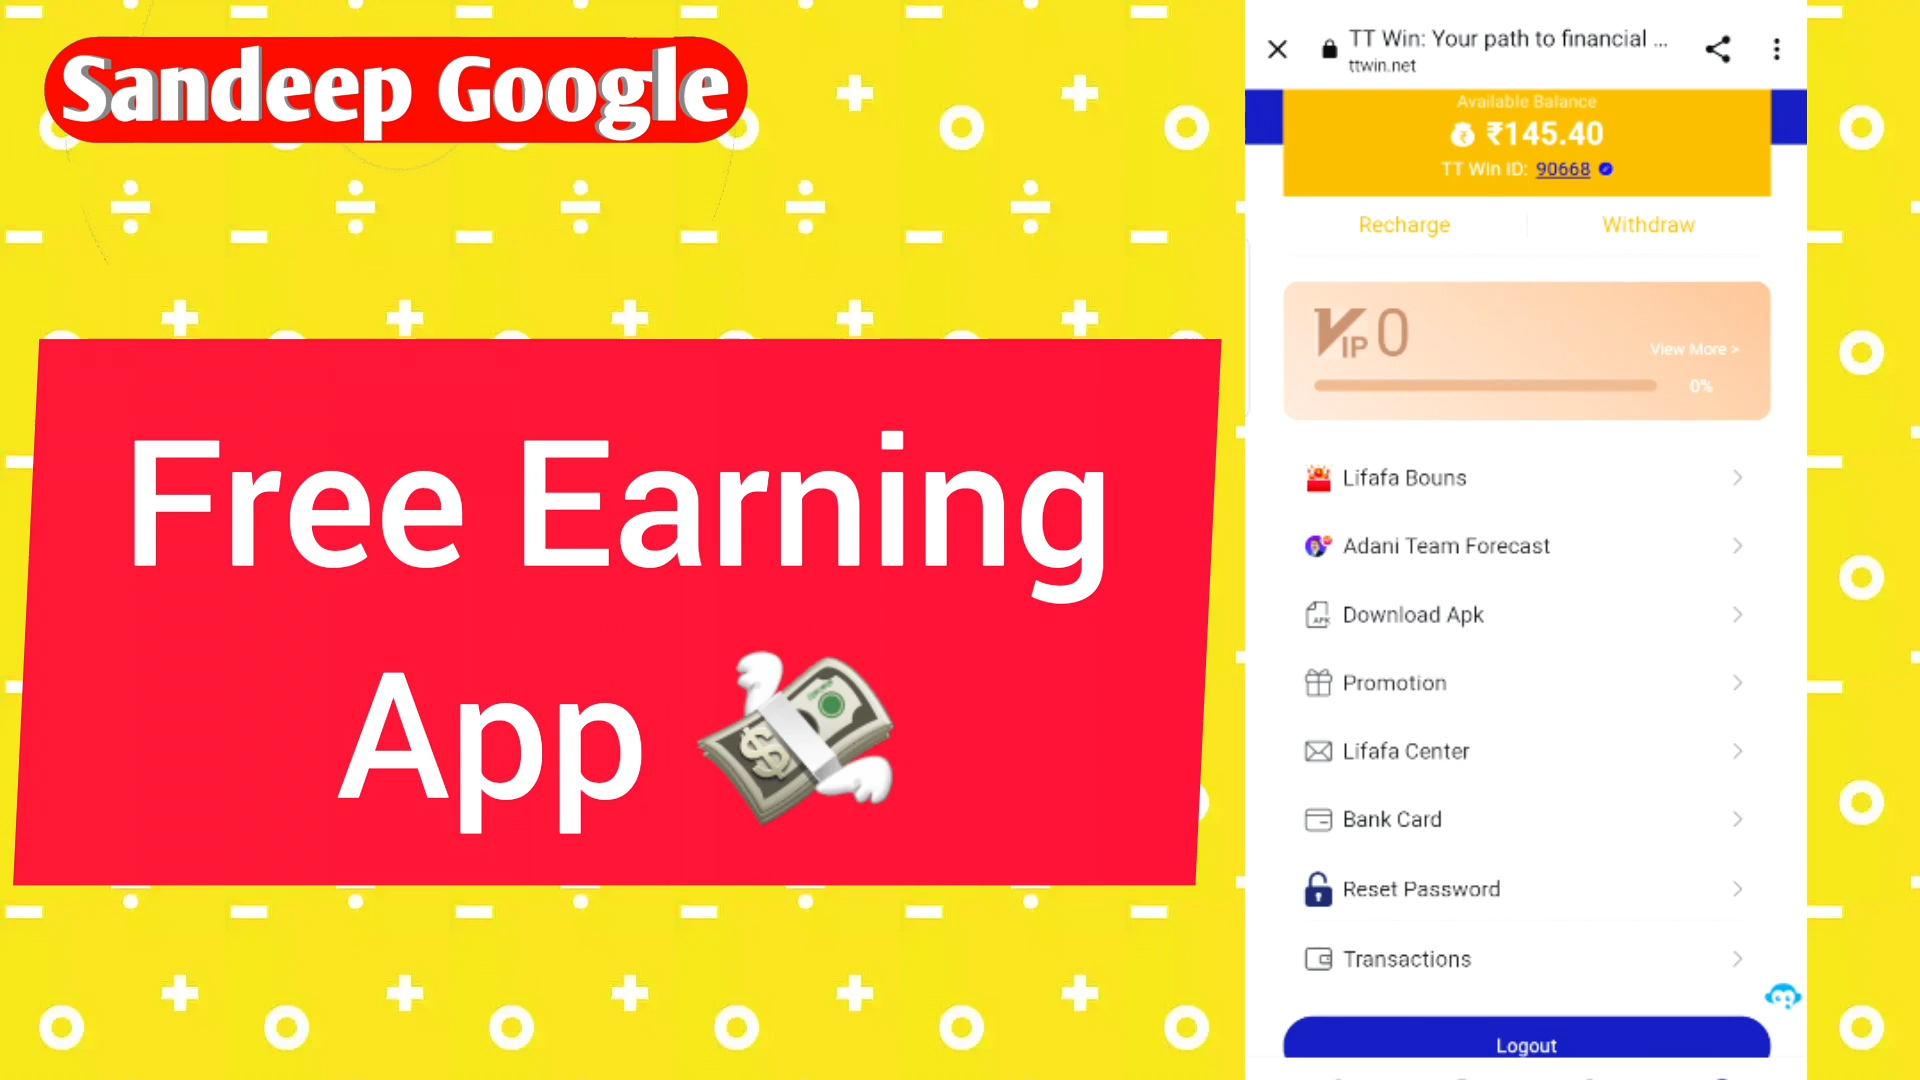 Sandeep Google
Free Earning
App
TT Win: Your path to financial ...
ttwin.net
Available Balance
₹145.40
TT Win ID: 90668
Recharge
Withdraw
VIP 0
View More >
0%
Lifafa Bouns
Adani Team Forecast
Download Apk
Promotion
Lifafa Center
Bank Card
Reset Password
Transactions
Logout